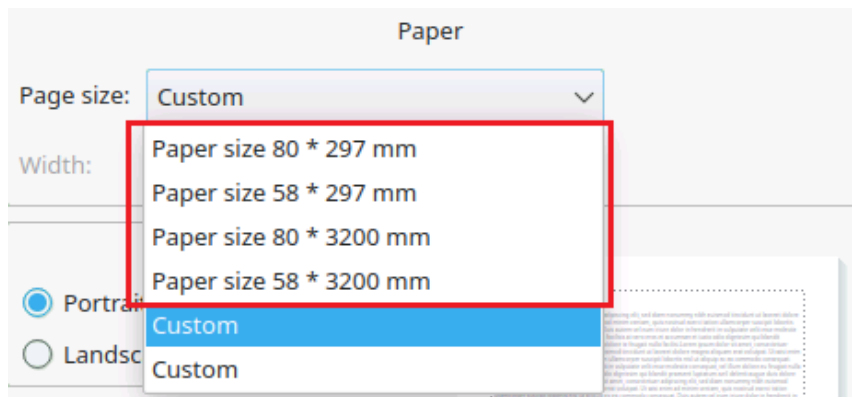 Paper
Page size: Custom
Paper size 80 * 297 mm
Width:
Paper size 58 * 297 mm
Paper size 80 * 3200 mm
Paper size 58 * 3200 mm
Portrait
Custom
Landsc
Custom